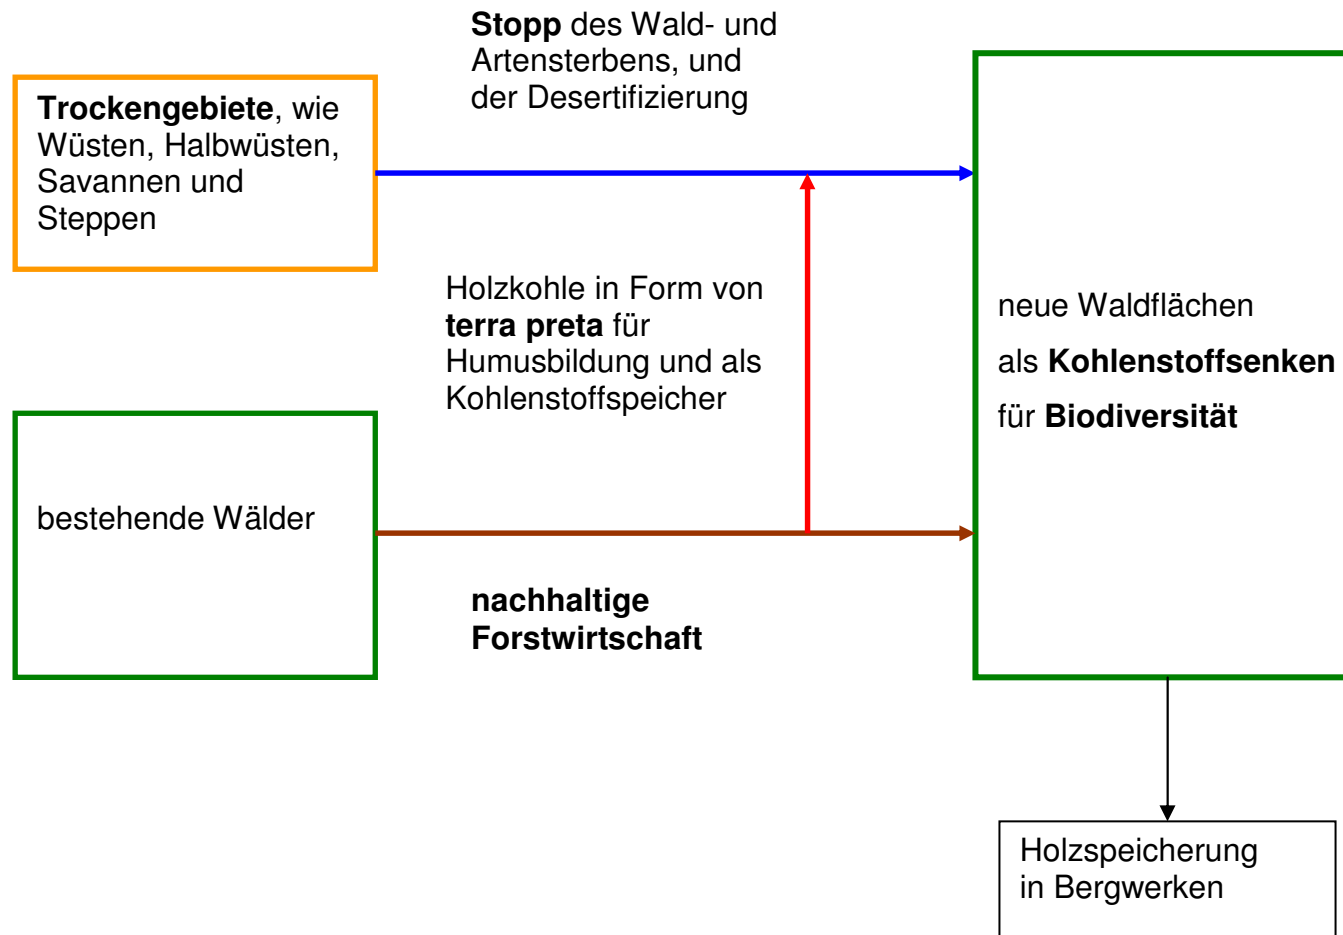 Stopp des Wald- und
Artensterbens, und
der Desertifizierung
Trockengebiete, wie
Wüsten, Halbwüsten,
Savannen und
Steppen
Holzkohle in Form von
terra preta für
Humusbildung und als
Kohlenstoffspeicher
neue Waldflächen
als Kohlenstoffsenken
für Biodiversität
bestehende Wälder
nachhaltige
Forstwirtschaft
Holzspeicherung
in Bergwerken